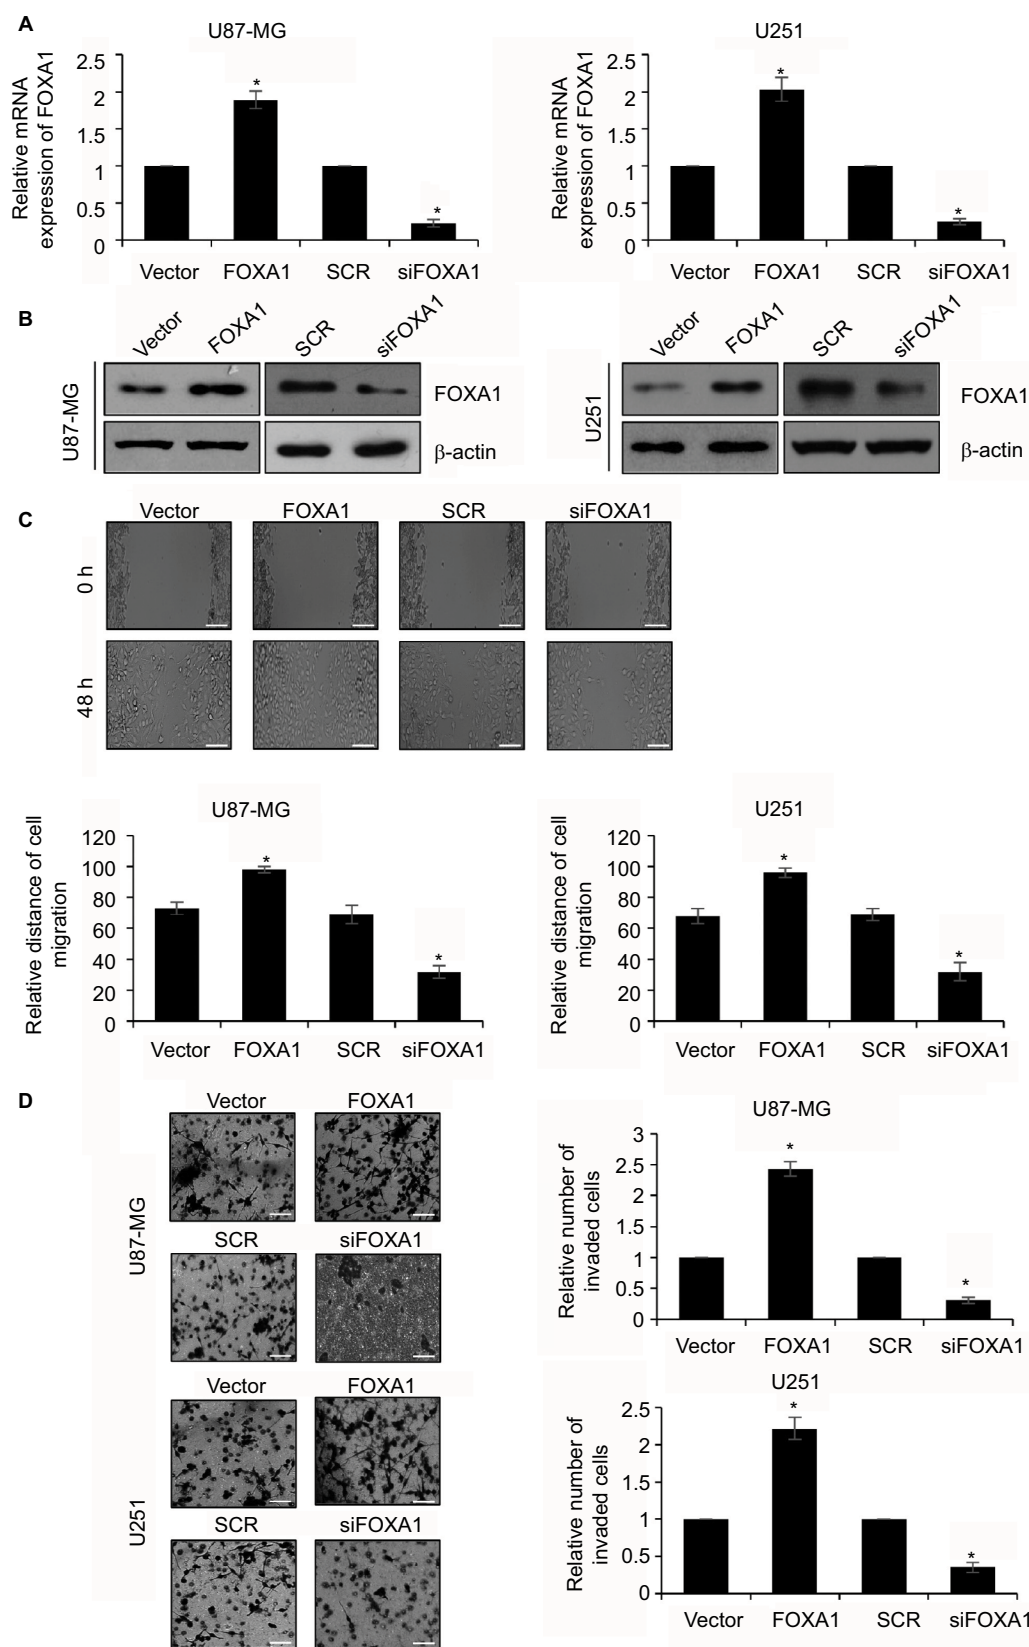 A
U87-MG
U251
Relative mRNA
expression of FOXA1
2.5
2
1.5
1
0.5
0
* *
Vector FOXA1 SCR siFOXA1
Relative mRNA
expression of FOXA1
2.5
2
1.5
1
0.5
0
* *
Vector FOXA1 SCR siFOXA1
B
Vector FOXA1 SCR siFOXA1
U87-MG
FOXA1
β-actin
Vector FOXA1 SCR siFOXA1
U251
FOXA1
β-actin
C
Vector FOXA1 SCR siFOXA1
0 h
48 h
U87-MG
Relative distance of cell
migration
120
100
80
60
40
20
0
* *
Vector FOXA1 SCR siFOXA1
U251
Relative distance of cell
migration
120
100
80
60
40
20
0
* *
Vector FOXA1 SCR siFOXA1
D
U87-MG
Vector FOXA1
SCR siFOXA1
U251
Vector FOXA1
SCR siFOXA1
U87-MG
Relative number of
invaded cells
3
2.5
2
1.5
1
0.5
0
* *
Vector FOXA1 SCR siFOXA1
U251
Relative number of
invaded cells
2.5
2
1.5
1
0.5
0
* *
Vector FOXA1 SCR siFOXA1